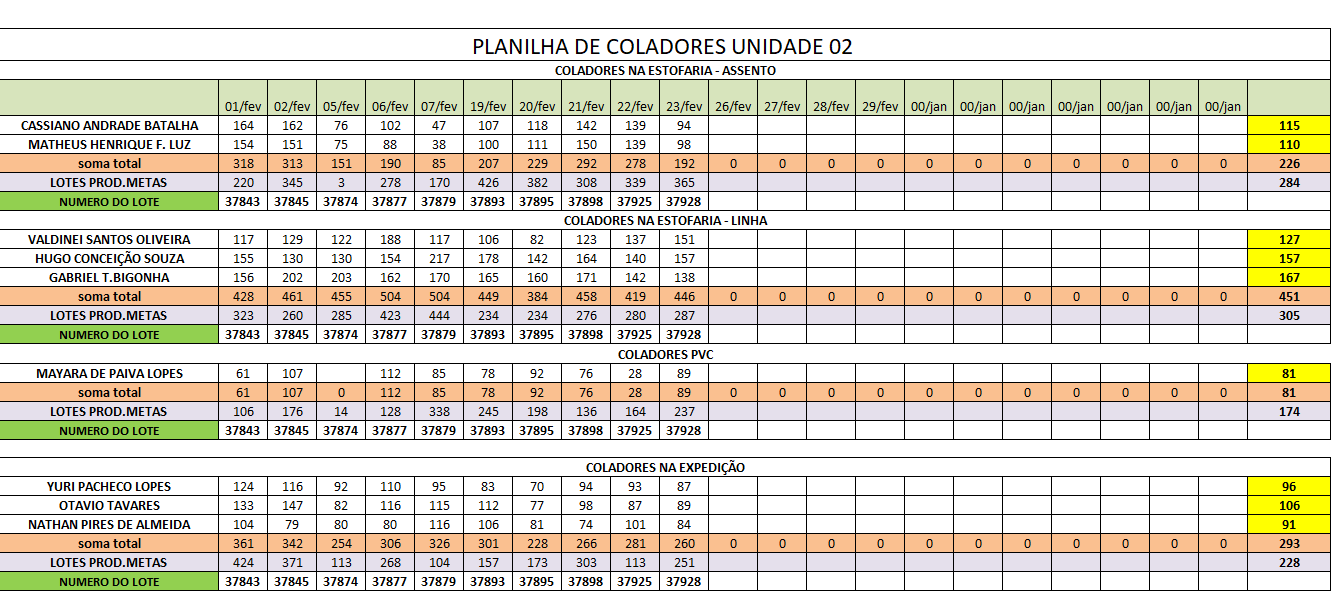 PLANILHA DE COLADORES UNIDADE 02
COLADORES NA ESTOFARIA - ASSENTO
01/fev 02/fev 05/fev 06/fev 07/fev 19/fev 20/fev 21/fev 22/fev 23/fev 26/fev 27/fev 28/fev 29/fev 00/jan 00/jan 00/jan 00/jan 00/jan 00/jan 00/jan
CASSIANO ANDRADE BATALHA 164 162 76 102 47 107 118 142 139 94 115
MATHEUS HENRIQUE F. LUZ 154 151 75 88 38 100 111 150 139 98 110
soma total 318 313 151 190 85 207 229 292 278 192 0 0 0 0 0 0 0 0 0 0 0 226
LOTES PROD.METAS 220 345 3 278 170 426 382 308 339 365 284
NUMERO DO LOTE 37843 37845 37874 37877 37879 37893 37895 37898 37925 37928
COLADORES NA ESTOFARIA - LINHA
VALDINEI SANTOS OLIVEIRA 117 129 122 188 117 106 82 123 137 151 127
HUGO CONCEIÇÃO SOUZA 155 130 130 154 217 178 142 164 140 157 157
GABRIEL T.BIGONHA 156 202 203 162 170 165 160 171 142 138 167
soma total 428 461 455 504 504 449 384 458 419 446 0 0 0 0 0 0 0 0 0 0 0 451
LOTES PROD.METAS 323 260 285 423 444 234 234 276 280 287 305
NUMERO DO LOTE 37843 37845 37874 37877 37879 37893 37895 37898 37925 37928
COLADORES PVC
MAYARA DE PAIVA LOPES 61 107 112 85 78 92 76 28 89 81
soma total 61 107 0 112 85 78 92 76 28 89 0 0 0 0 0 0 0 0 0 0 0 81
LOTES PROD.METAS 106 176 14 128 338 245 198 136 164 237 174
NUMERO DO LOTE 37843 37845 37874 37877 37879 37893 37895 37898 37925 37928
COLADORES NA EXPEDIÇÃO
YURI PACHECO LOPES 124 116 92 110 95 83 70 94 93 87 96
OTAVIO TAVARES 133 147 82 116 115 112 77 98 87 89 106
NATHAN PIRES DE ALMEIDA 104 79 80 80 116 106 81 74 101 84 91
soma total 361 342 254 306 326 301 228 266 281 260 0 0 0 0 0 0 0 0 0 0 0 293
LOTES PROD.METAS 424 371 113 268 104 157 173 303 113 251 228
NUMERO DO LOTE 37843 37845 37874 37877 37879 37893 37895 37898 37925 37928